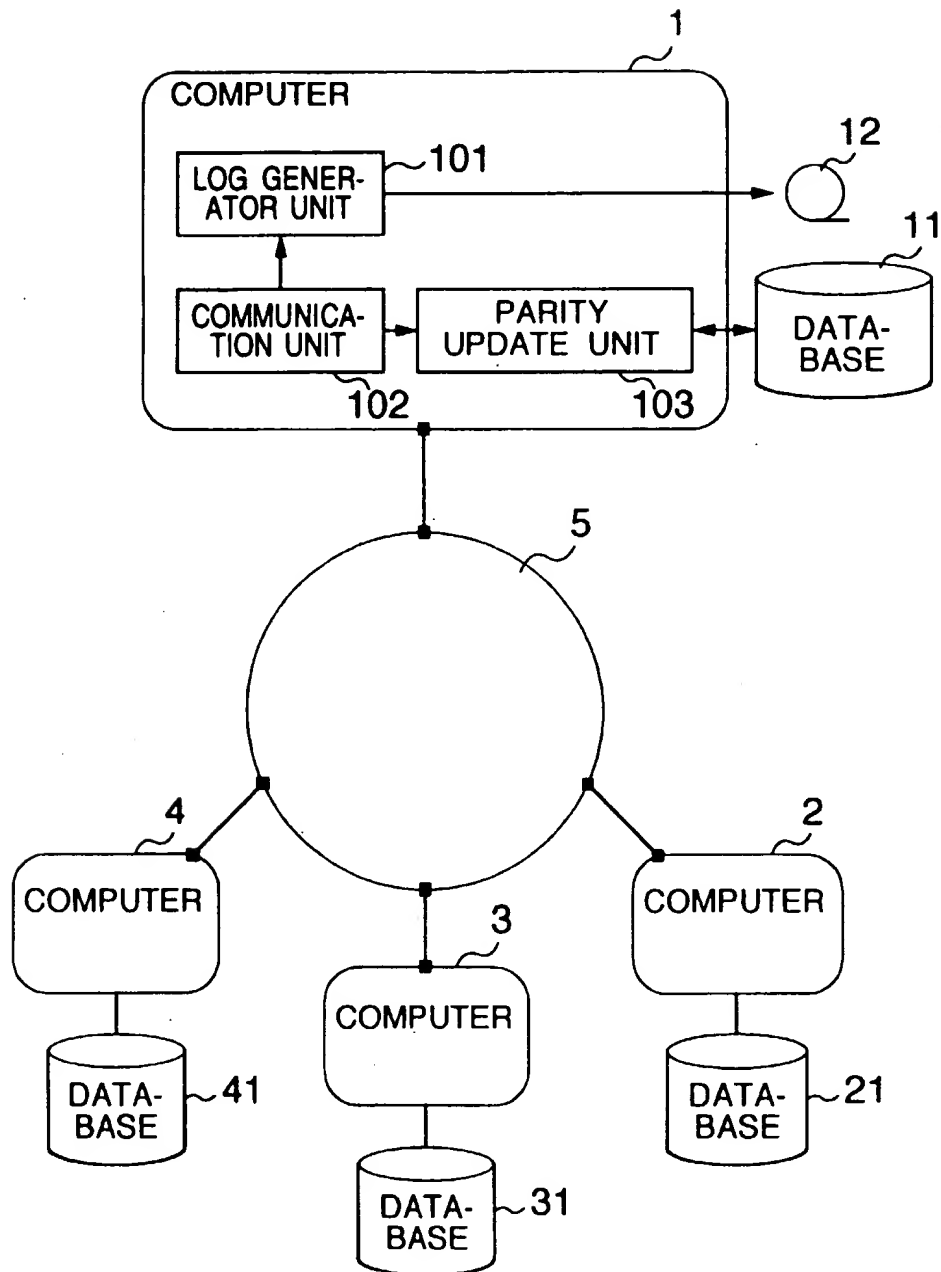 1
COMPUTER
LOG GENER-
ATOR UNIT
101
12
11
COMMUNICA-
TION UNIT
102
PARITY
UPDATE UNIT
103
DATA-
BASE
5
4
COMPUTER
2
COMPUTER
3
COMPUTER
DATA-
BASE
41
DATA-
BASE
21
DATA-
BASE
31